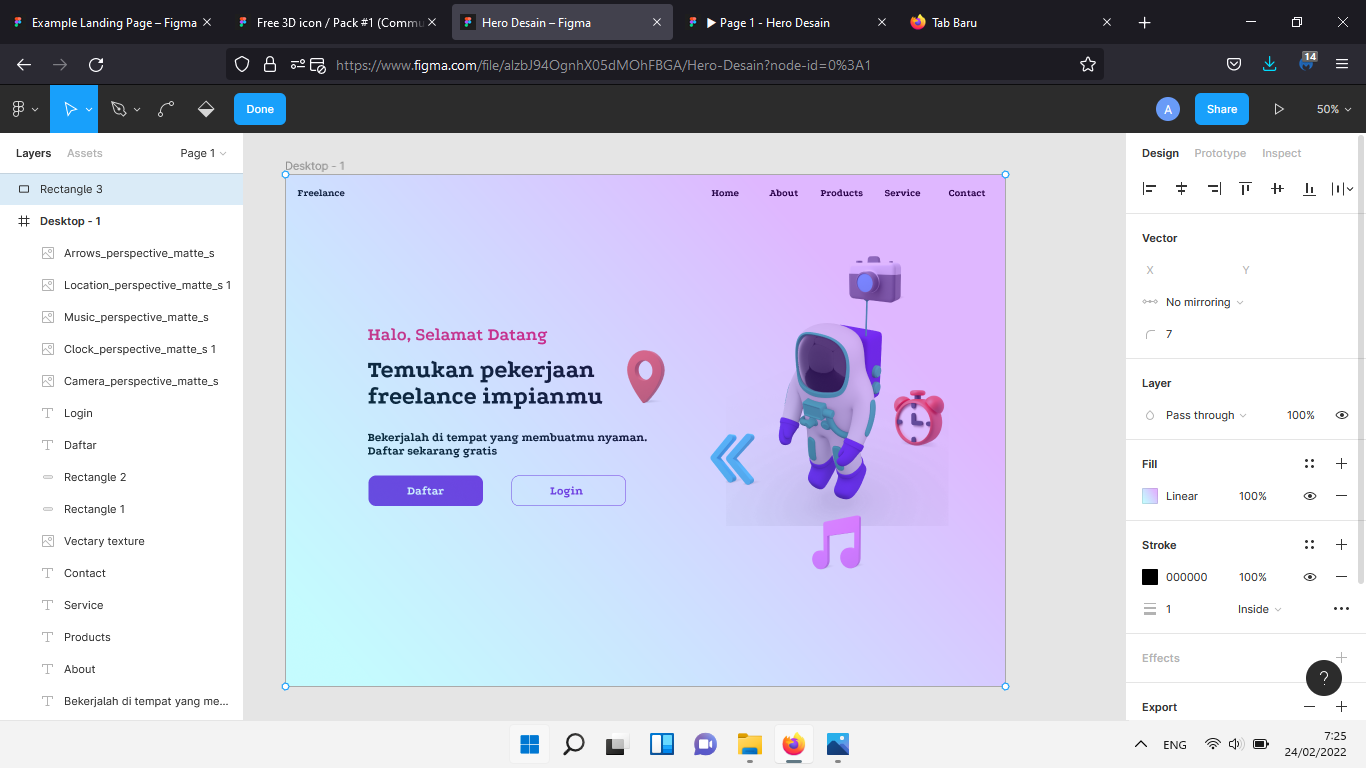 Example Landing Page – Figma
Free 3D icon / Pack #1 (Commu
Hero Desain – Figma
▶ Page 1 - Hero Desain
Tab Baru
https://www.figma.com/file/alzbJ94OgnhX05dMOhFBGA/Hero-Desain?node-id=0%3A1
14
Done
A
Share
50%
Layers
Assets
Page 1
Rectangle 3
Desktop - 1
Arrows_perspective_matte_s
Location_perspective_matte_s 1
Music_perspective_matte_s
Clock_perspective_matte_s 1
Camera_perspective_matte_s
Login
Daftar
Rectangle 2
Rectangle 1
Vectary texture
Contact
Service
Products
About
Bekerjalah di tempat yang me...
Desktop - 1
Freelance
Home
About
Products
Service
Contact
Halo, Selamat Datang
Temukan pekerjaan
freelance impianmu
Bekerjalah di tempat yang membuatmu nyaman.
Daftar sekarang gratis
Daftar
Login
Design
Prototype
Inspect
Vector
X
Y
No mirroring
7
Layer
Pass through
100%
Fill
Linear
100%
Stroke
000000
100%
1
Inside
Effects
?
Export
ENG
7:25
24/02/2022